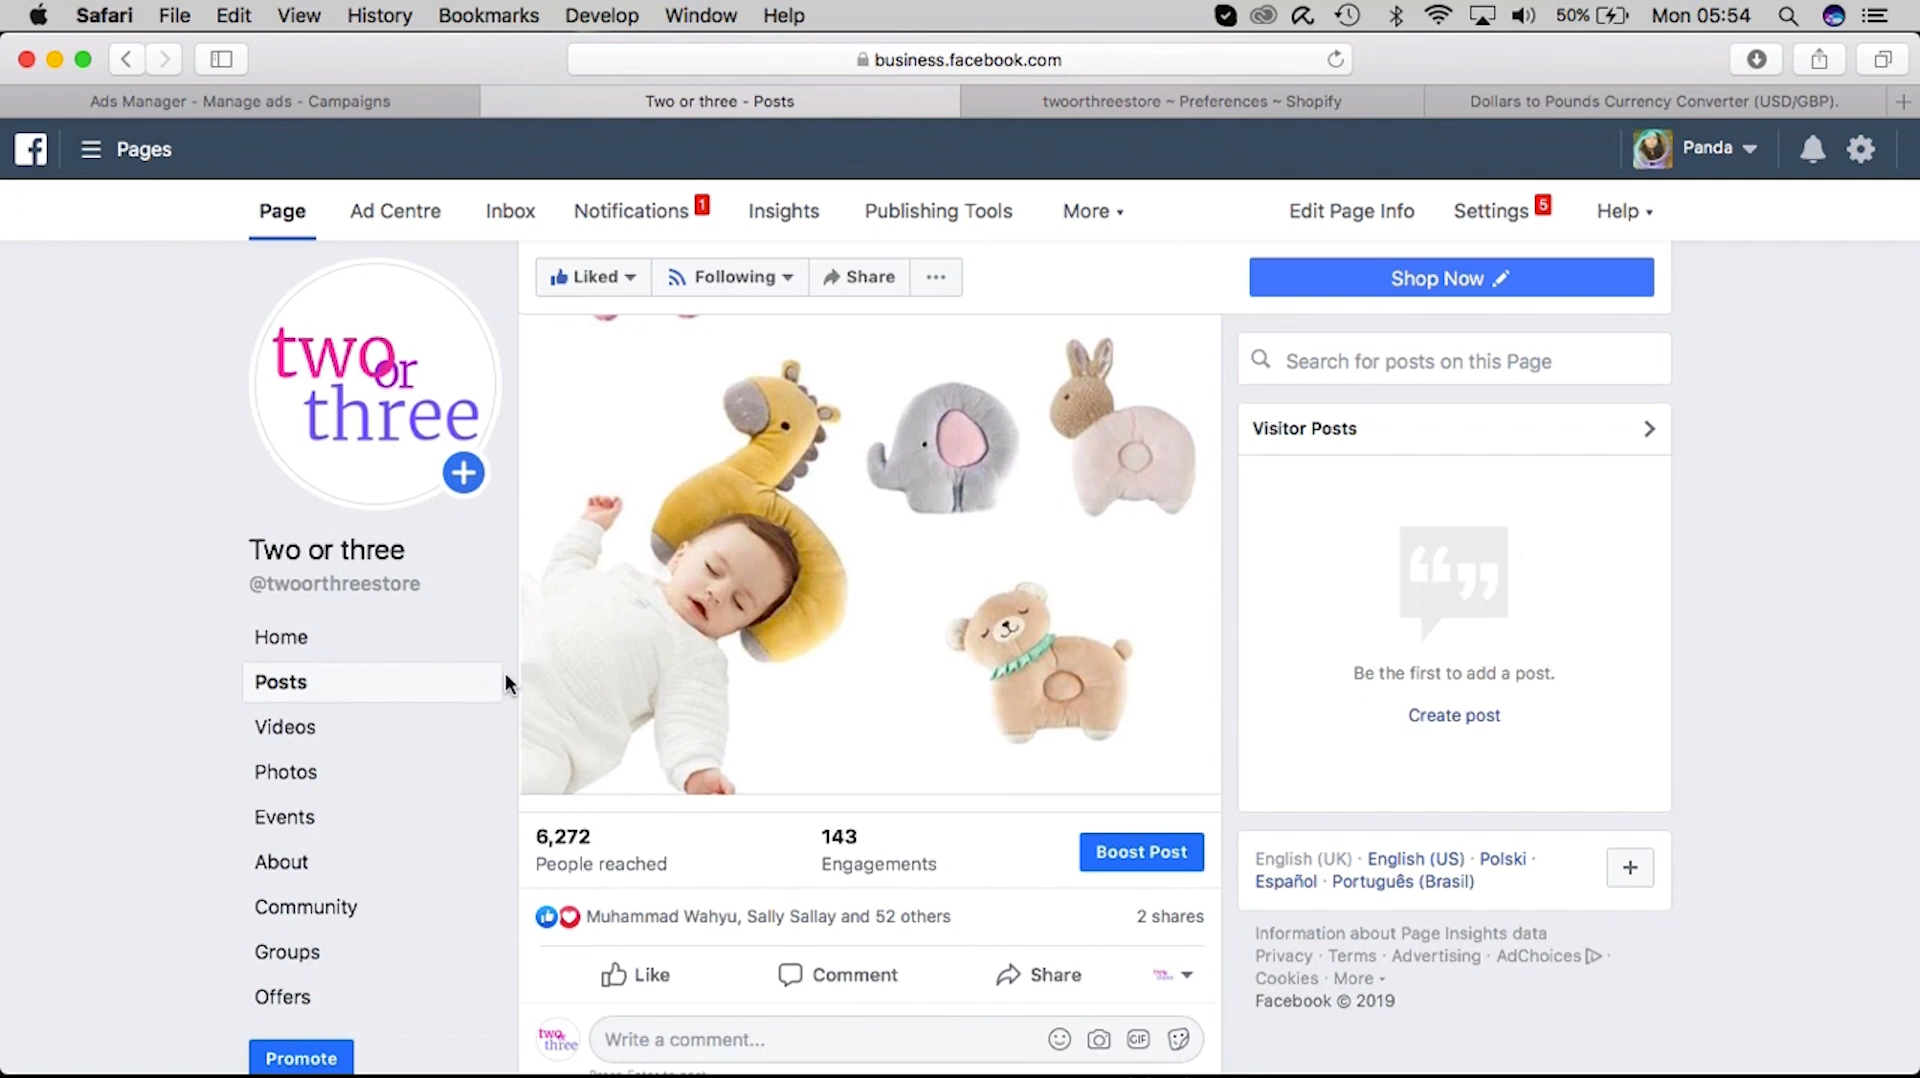 Safari File Edit View History Bookmarks Develop Window Help 50% Mon 05:54
business.facebook.com
Ads Manager - Manage ads - Campaigns Two or three - Posts twoorthreestore ~ Preferences ~ Shopify Dollars to Pounds Currency Converter (USD/GBP).
Pages Panda
Page Ad Centre Inbox Notifications 1 Insights Publishing Tools More Edit Page Info Settings 5 Help
Liked Following Share Shop Now
two or three
Two or three
@twoorthreestore
Home
Posts
Videos
Photos
Events
About
Community
Groups
Offers
Promote
6,272
People reached
143
Engagements
Boost Post
Muhammad Wahyu, Sally Sallay and 52 others 2 shares
Like Comment Share
two or three
Write a comment...
GIF
Search for posts on this Page
Visitor Posts
Be the first to add a post.
Create post
English (UK) · English (US) · Polski ·
Español · Português (Brasil)
Information about Page Insights data
Privacy · Terms · Advertising · AdChoices ·
Cookies · More
Facebook © 2019